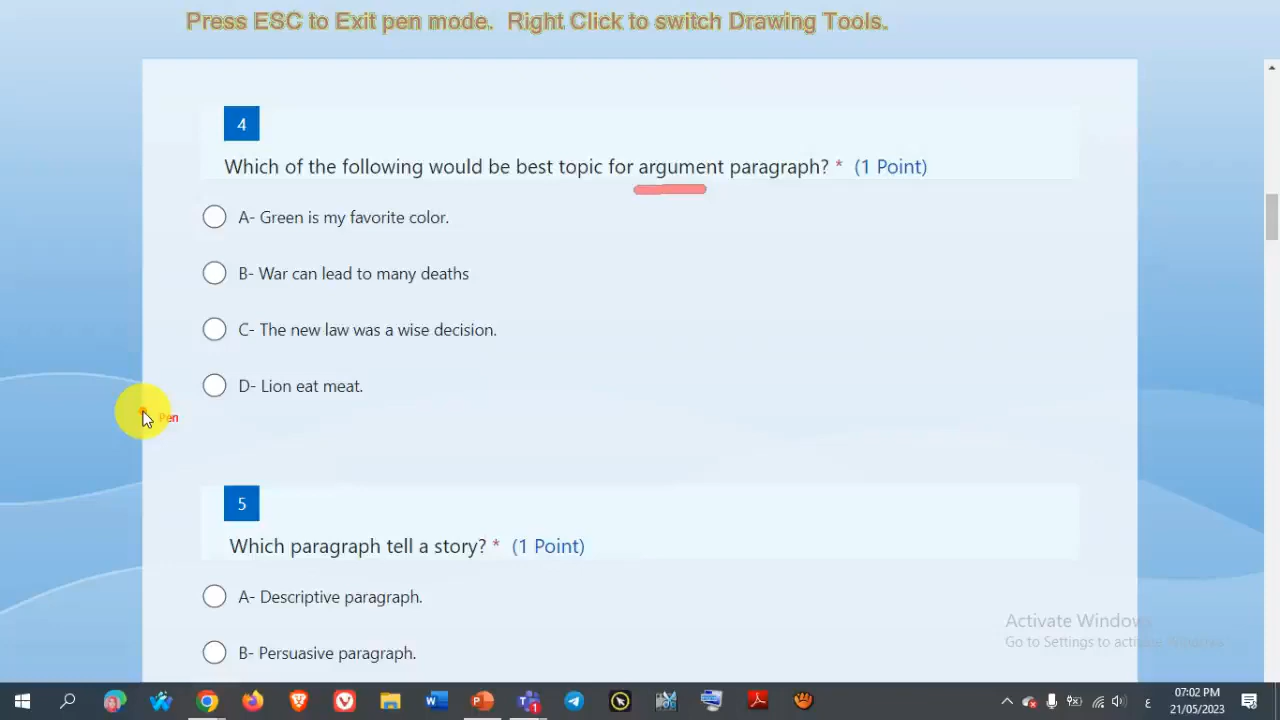 Press ESC to Exit pen mode. Right Click to switch Drawing Tools.
4
Which of the following would be best topic for argument paragraph? * (1 Point)
A- Green is my favorite color.
B- War can lead to many deaths
C- The new law was a wise decision.
D- Lion eat meat.
Pen
5
Which paragraph tell a story? * (1 Point)
A- Descriptive paragraph.
B- Persuasive paragraph.
Activate Windows
Go to Settings to activate Windows.
07:02 PM
21/05/2023
ع
1